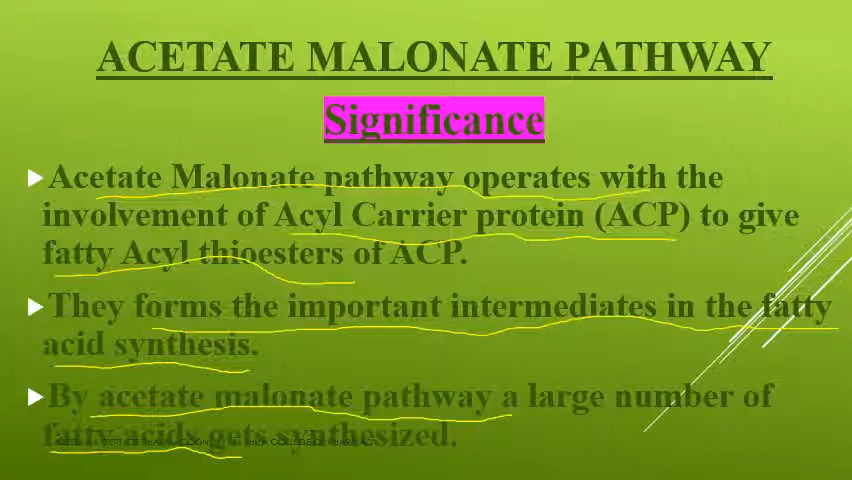 ACETATE MALONATE PATHWAY
Significance
Acetate Malonate pathway operates with the
involvement of Acyl Carrier protein (ACP) to give
fatty Acyl thioesters of ACP.
They forms the important intermediates in the fatty
acid synthesis.
By acetate malonate pathway a large number of
fatty acids gets synthesized.